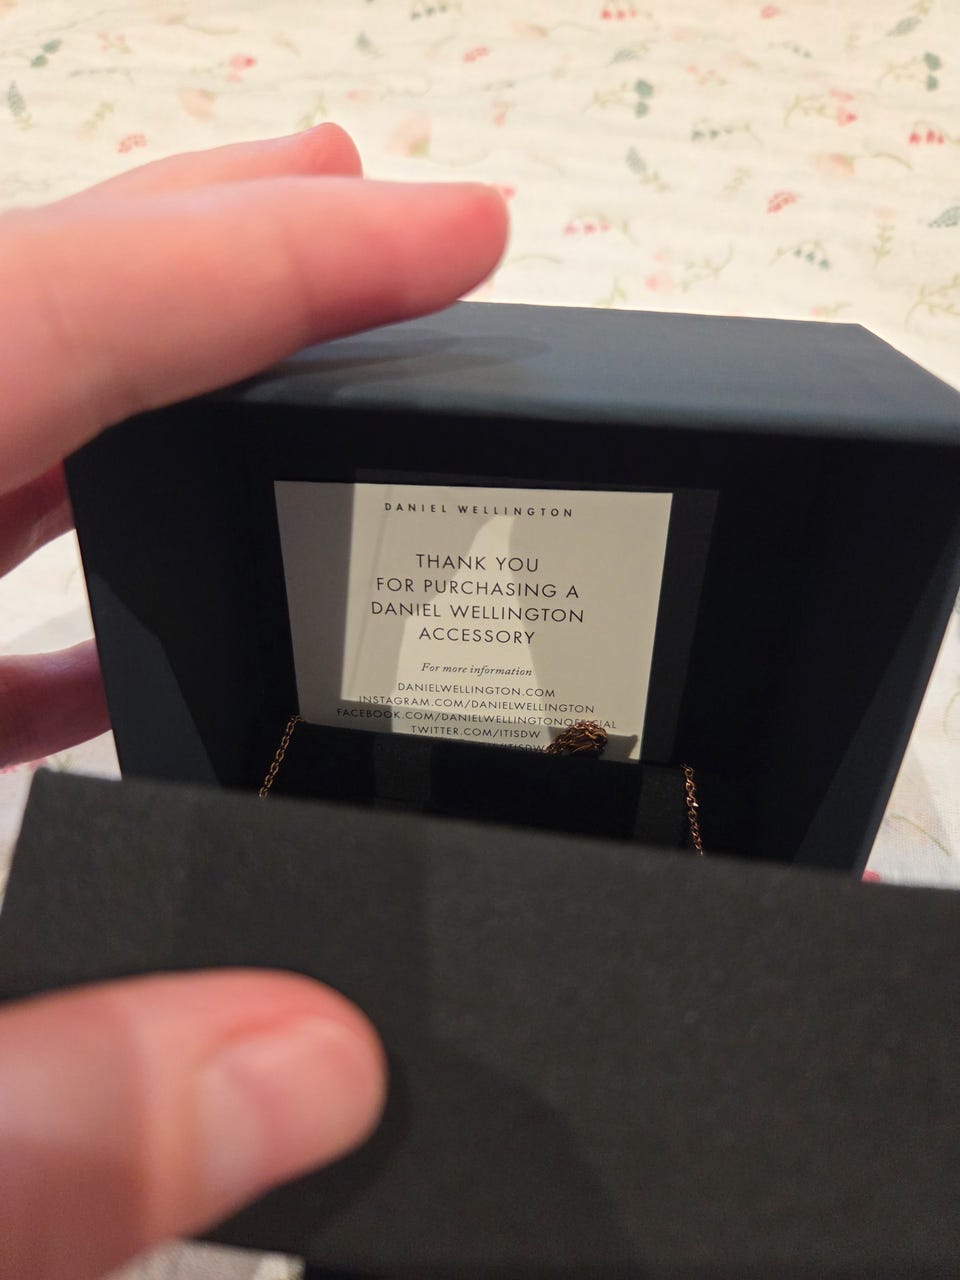 DANIEL WELLINGTON
THANK YOU
FOR PURCHASING A
DANIEL WELLINGTON
ACCESSORY
For more information
DANIELWELLINGTON.COM
INSTAGRAM.COM/DANIELWELLINGTON
FACEBOOK.COM/DANIELWELLINGTONOFFICIAL
TWITTER.COM/ITISDW